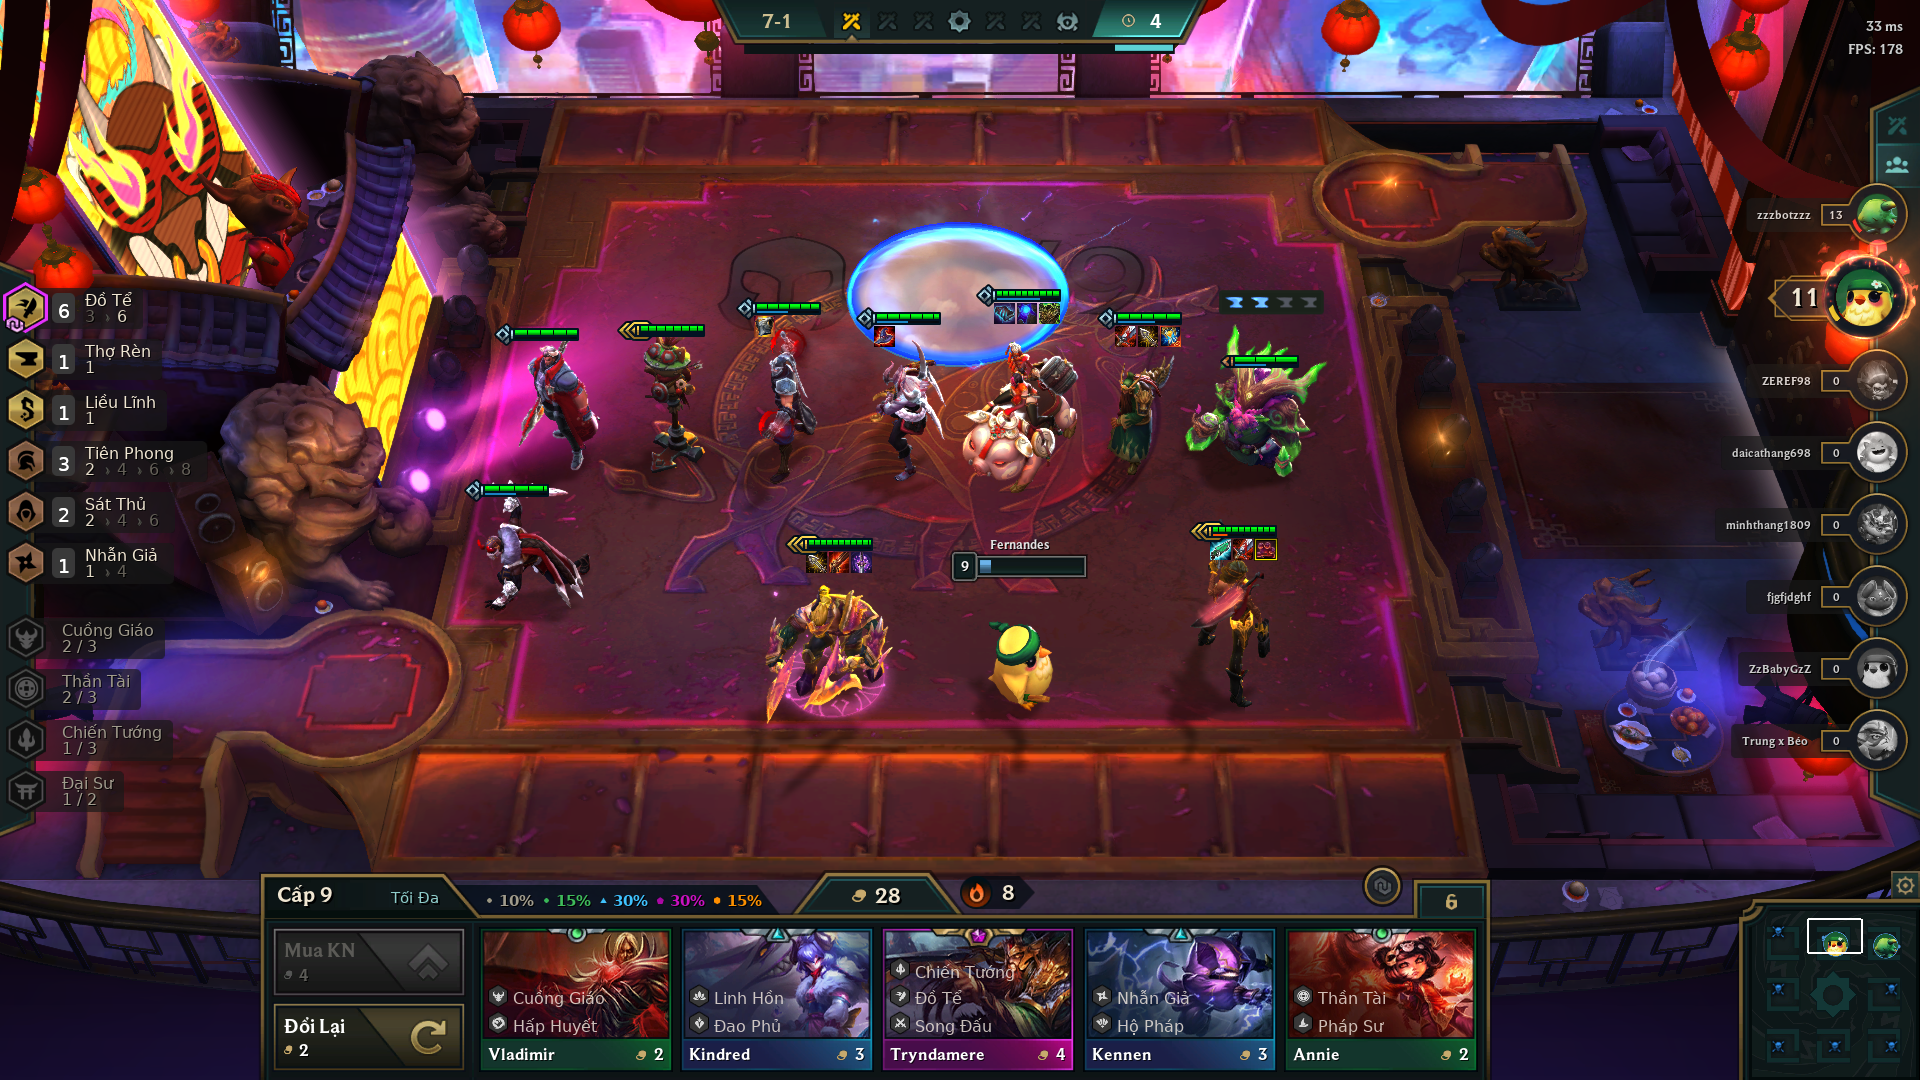 7-1
4
33 ms
FPS: 178
zzzbotzzz
13
11
ZEREF98
0
daicathang698
0
minhthang1809
0
fjgfjdghf
0
ZzBabyGzZ
0
Trung x Béo
0
6
Đồ Tể
3 › 6
1
Thợ Rèn
1
1
Liều Lĩnh
1
3
Tiên Phong
2 › 4 › 6 › 8
2
Sát Thủ
2 › 4 › 6
1
Nhẫn Giả
1 › 4
Cuồng Giáo
2 / 3
Thần Tài
2 / 3
Chiến Tướng
1 / 3
Đại Sư
1 / 2
Fernandes
9
Cấp 9
Tối Đa
10%
15%
30%
30%
15%
28
8
6
Mua KN
4
Đổi Lại
2
Cuồng Giáo
Hấp Huyết
Vladimir
2
Linh Hồn
Đao Phủ
Kindred
3
Chiến Tướng
Đồ Tể
Song Đấu
Tryndamere
4
Nhẫn Giả
Hộ Pháp
Kennen
3
Thần Tài
Pháp Sư
Annie
2